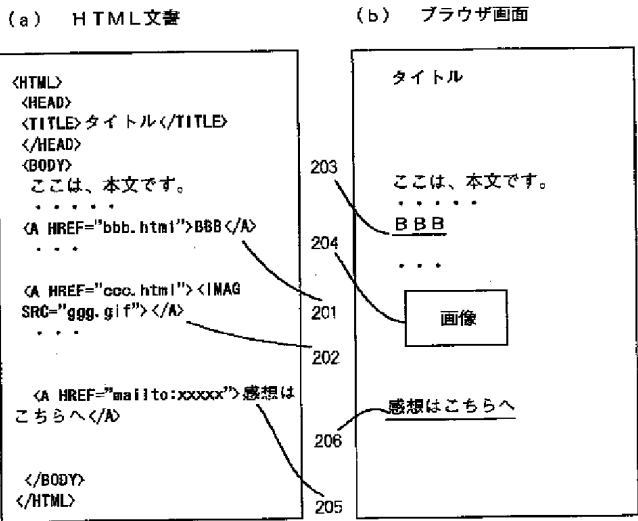 (a) HTML文書
<HTML>
<HEAD>
<TITLE>タイトル</TITLE>
</HEAD>
<BODY>
ここは、本文です。
・・・・・
<A HREF="bbb.html">BBB</A>
・・・
<A HREF="ccc.html"><IMAG
SRC="ggg.gif"></A>
・・・
<A HREF="mailto:xxxxx">感想は
こちらへ</A>
</BODY>
</HTML>
203
204
201
202
206
205
(b) ブラウザ画面
タイトル
ここは、本文です。
・・・・・
BBB
・・・
画像
感想はこちらへ